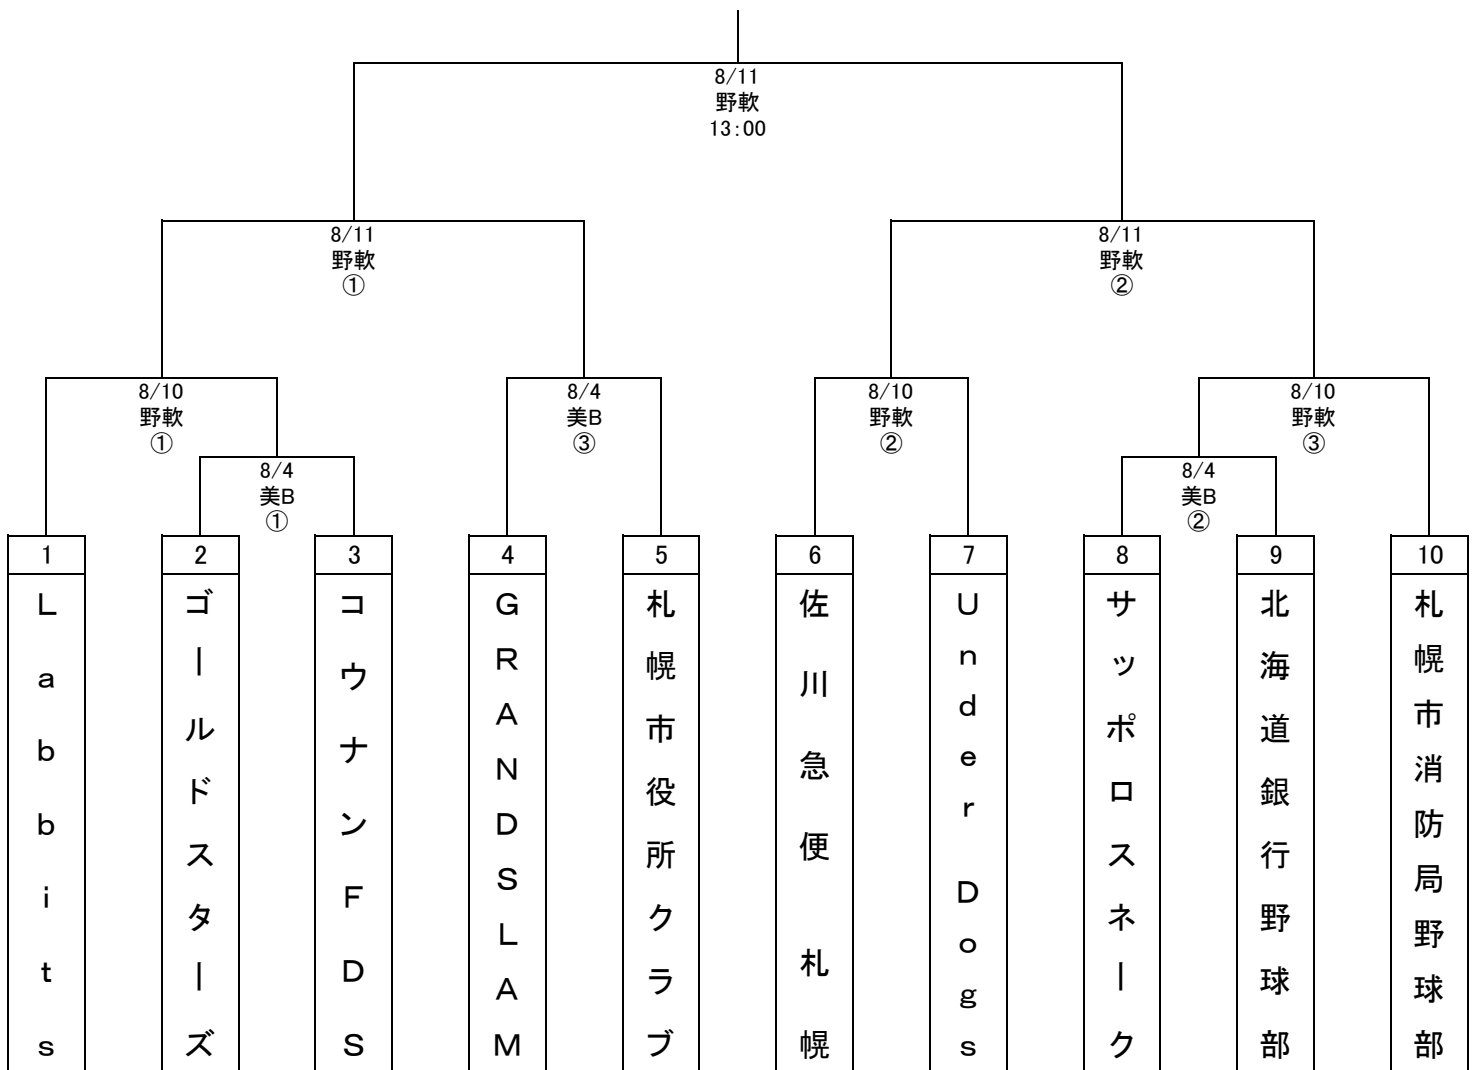 8/11
野軟
13:00
8/11
野軟
①
8/11
野軟
②
8/10
野軟
①
8/4
美B
③
8/10
野軟
②
8/10
野軟
③
8/4
美B
①
8/4
美B
②
1
2
3
4
5
6
7
8
9
10
Labbits
ゴールドスターズ
コウナンFDS
GRANDSLAM
札幌市役所クラブ
佐川急便 札幌
Under Dogs
サッポロスネーク
北海道銀行野球部
札幌市消防局野球部